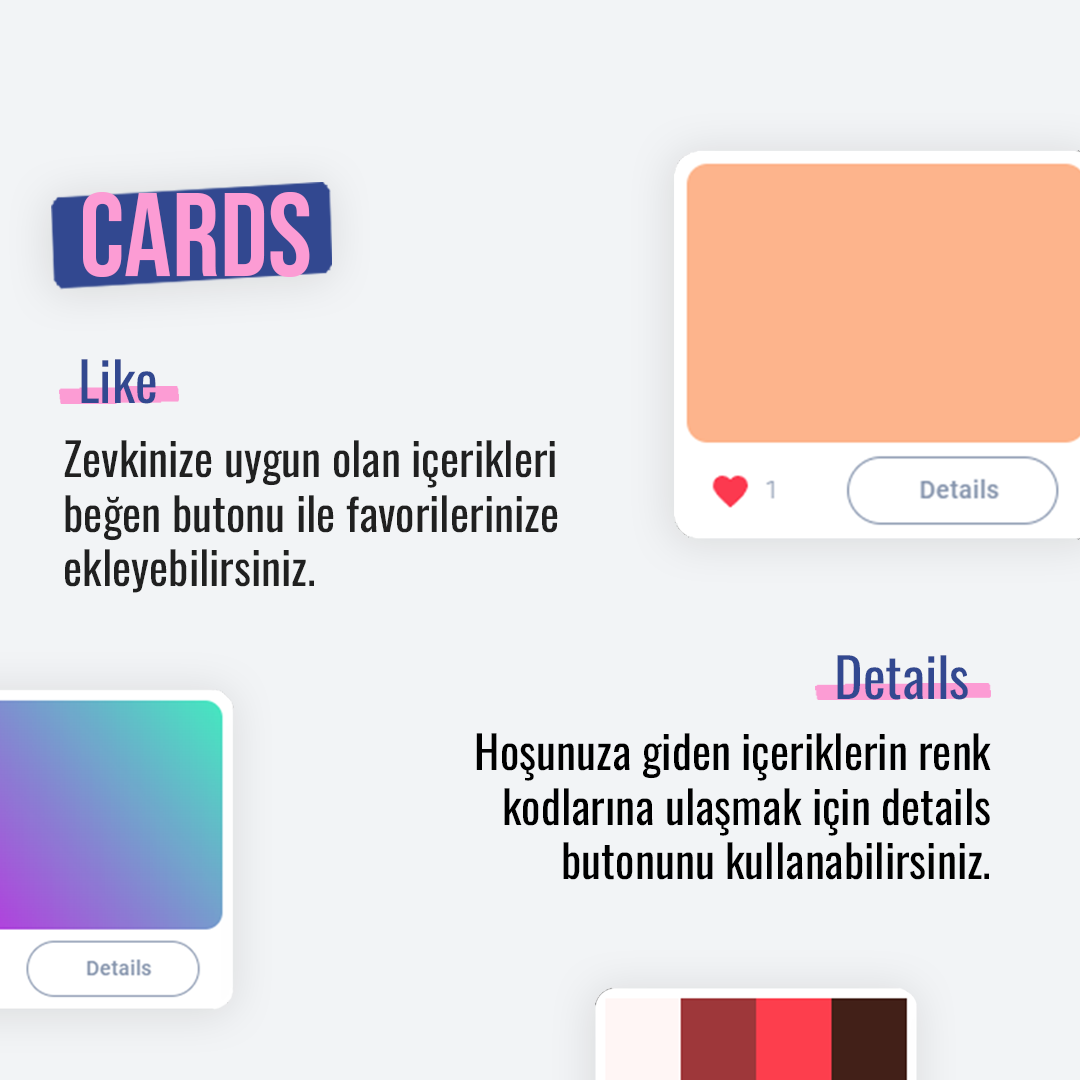 CARDS
Like
Zevkinize uygun olan içerikleri
beğen butonu ile favorilerinize
ekleyebilirsiniz.
1
Details
Details
Hoşunuza giden içeriklerin renk
kodlarına ulaşmak için details
butonunu kullanabilirsiniz.
Details